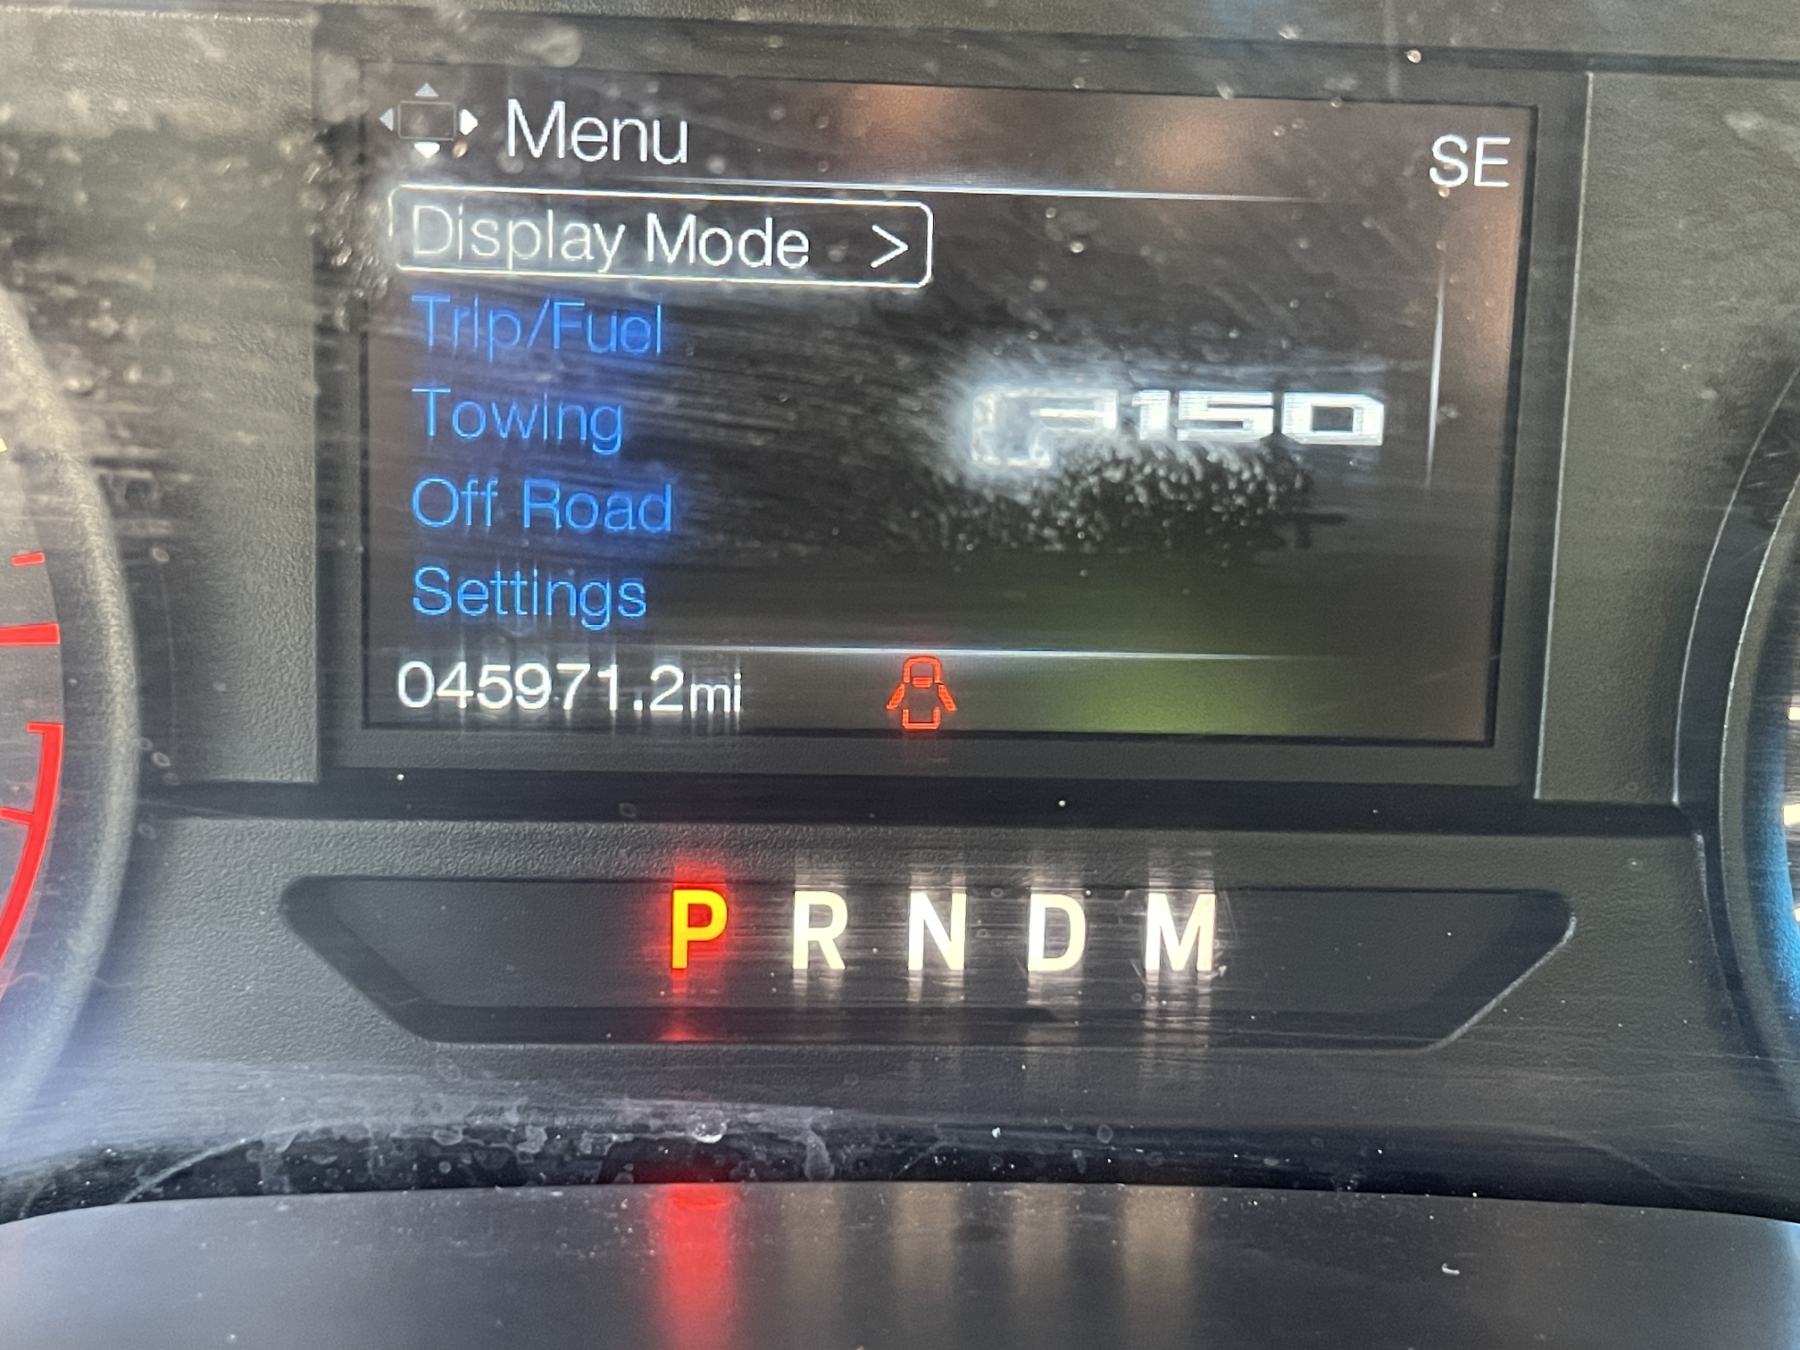 Menu
SE
Display Mode >
Trip/Fuel
Towing
Off Road
Settings
F150
045971.2mi
P R N D M